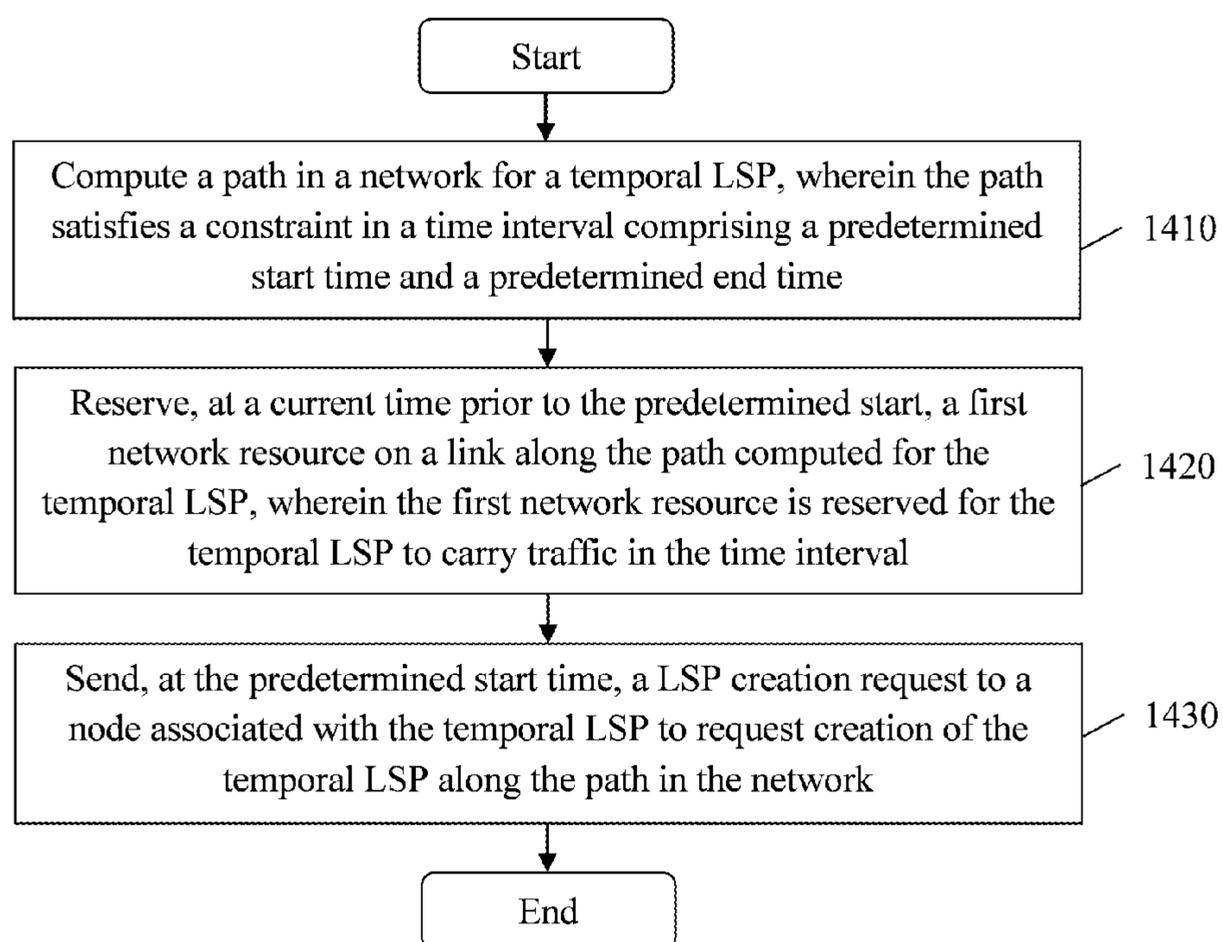 Start
Compute a path in a network for a temporal LSP, wherein the path
satisfies a constraint in a time interval comprising a predetermined
start time and a predetermined end time
1410
Reserve, at a current time prior to the predetermined start, a first
network resource on a link along the path computed for the
temporal LSP, wherein the first network resource is reserved for the
temporal LSP to carry traffic in the time interval
1420
Send, at the predetermined start time, a LSP creation request to a
node associated with the temporal LSP to request creation of the
temporal LSP along the path in the network
1430
End